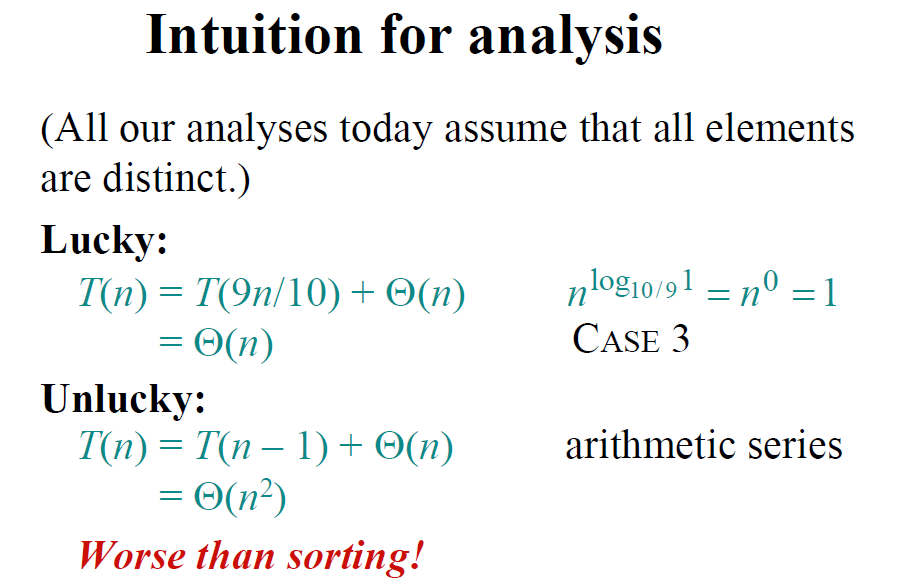 Intuition for analysis
(All our analyses today assume that all elements
are distinct.)
Lucky:
T(n) = T(9n/10) + Θ(n)
= Θ(n)
n^{log_{10/9} 1} = n^0 = 1
CASE 3
Unlucky:
T(n) = T(n – 1) + Θ(n)
= Θ(n²)
arithmetic series
Worse than sorting!